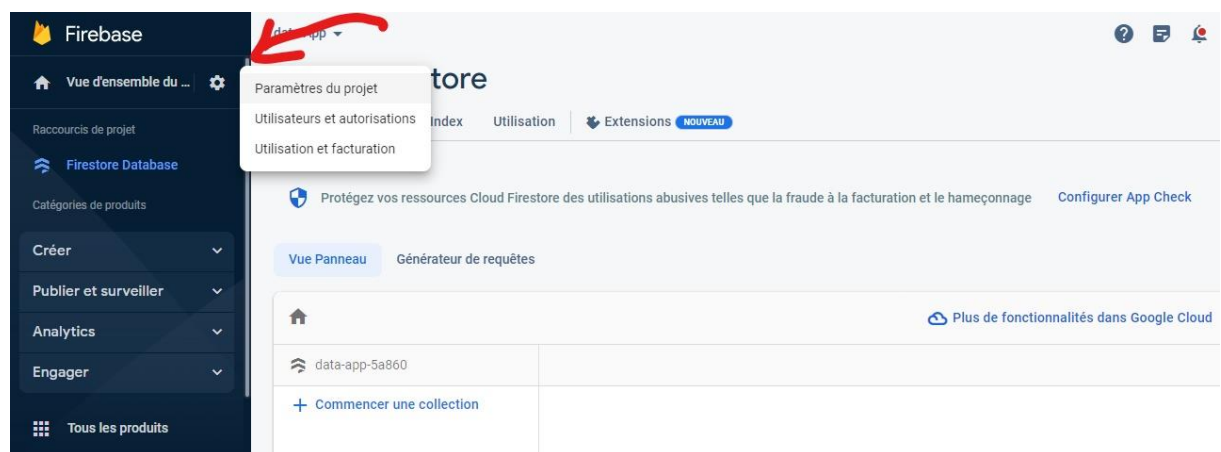 Firebase
Vue d'ensemble du ...
Raccourcis de projet
Firestore Database
Catégories de produits
Créer
Publier et surveiller
Analytics
Engager
Tous les produits
Paramètres du projet
Utilisateurs et autorisations
Utilisation et facturation
Index Utilisation Extensions NOUVEAU
Protégez vos ressources Cloud Firestore des utilisations abusives telles que la fraude à la facturation et le hameçonnage Configurer App Check
Vue Panneau Générateur de requêtes
Plus de fonctionnalités dans Google Cloud
data-app-5a860
+ Commencer une collection